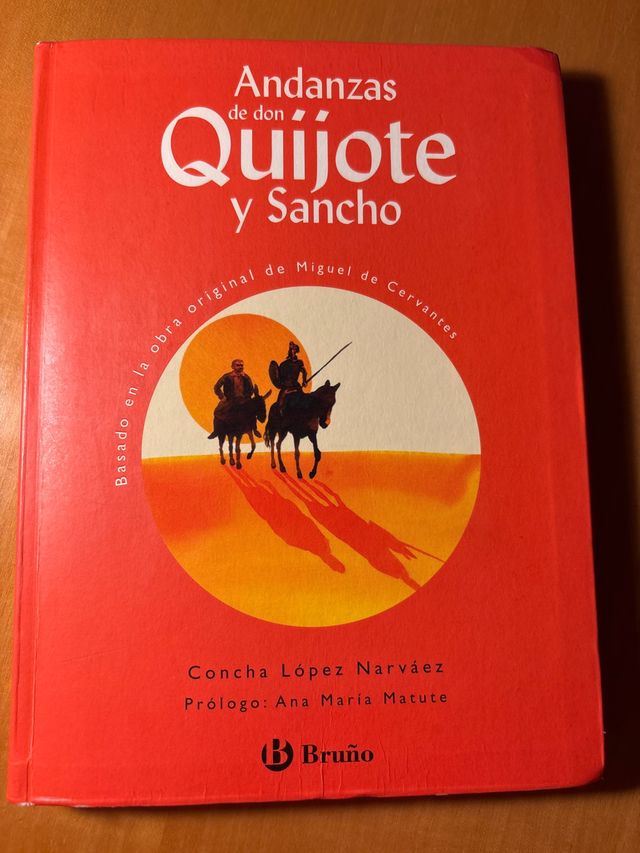 Andanzas
de don
Quijote
y Sancho
Basado en la obra original de Miguel de Cervantes
Concha López Narváez
Prólogo: Ana María Matute
B Bruño